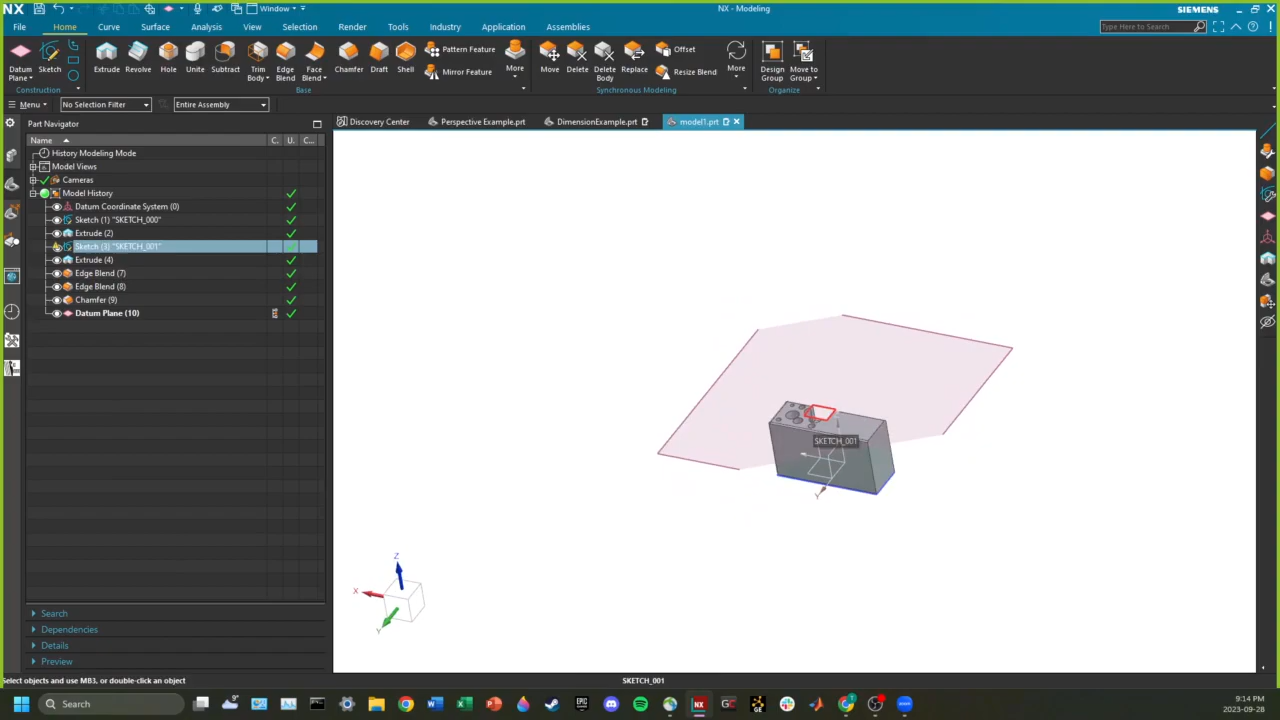 NX
Window
NX - Modeling
SIEMENS
File Home Curve Surface Analysis View Selection Render Tools Industry Application Assemblies
Type Here to Search
Datum Plane
Sketch
Construction
Extrude
Revolve
Hole
Unite
Subtract
Trim Body
Edge Blend
Face Blend
Chamfer
Draft
Shell
Pattern Feature
Mirror Feature
More
Base
Move
Delete
Delete Body
Replace
Offset
Resize Blend
More
Synchronous Modeling
Design Group
Move to Group
Organize
Menu
No Selection Filter
Entire Assembly
Part Navigator
Discovery Center
Perspective Example.prt
DimensionExample.prt
model1.prt
Name C. U. C...
History Modeling Mode
Model Views
Cameras
Model History
Datum Coordinate System (0)
Sketch (1) "SKETCH_000"
Extrude (2)
Sketch (3) "SKETCH_001"
Extrude (4)
Edge Blend (7)
Edge Blend (8)
Chamfer (9)
Datum Plane (10)
SKETCH_001
Y
Z
X
Y
Search
Dependencies
Details
Preview
Select objects and use MB3, or double-click an object
SKETCH_001
Search
9:14 PM
2023-09-28